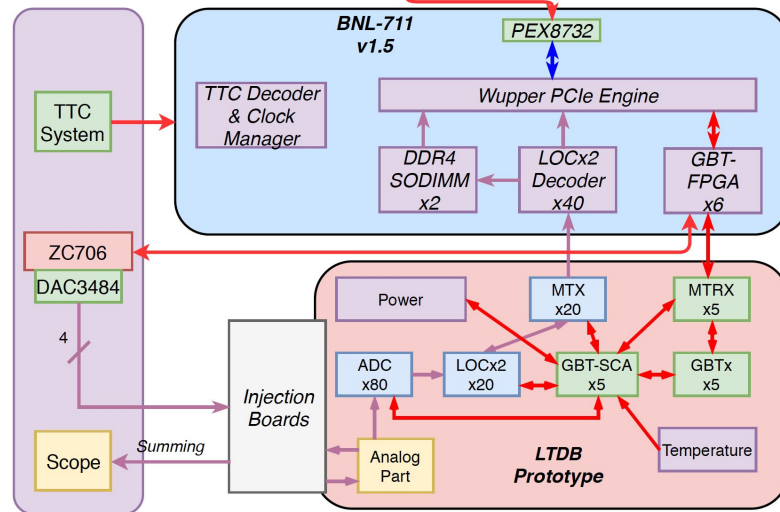 BNL-711
v1.5
PEX8732
TTC
System
TTC Decoder
& Clock
Manager
Wupper PCIe Engine
DDR4
SODIMM
x2
LOCx2
Decoder
x40
GBT-
FPGA
x6
ZC706
DAC3484
4
Injection
Boards
Scope
Summing
Power
MTX
x20
MTRX
x5
ADC
x80
LOCx2
x20
GBT-SCA
x5
GBTx
x5
Analog
Part
LTDB
Prototype
Temperature